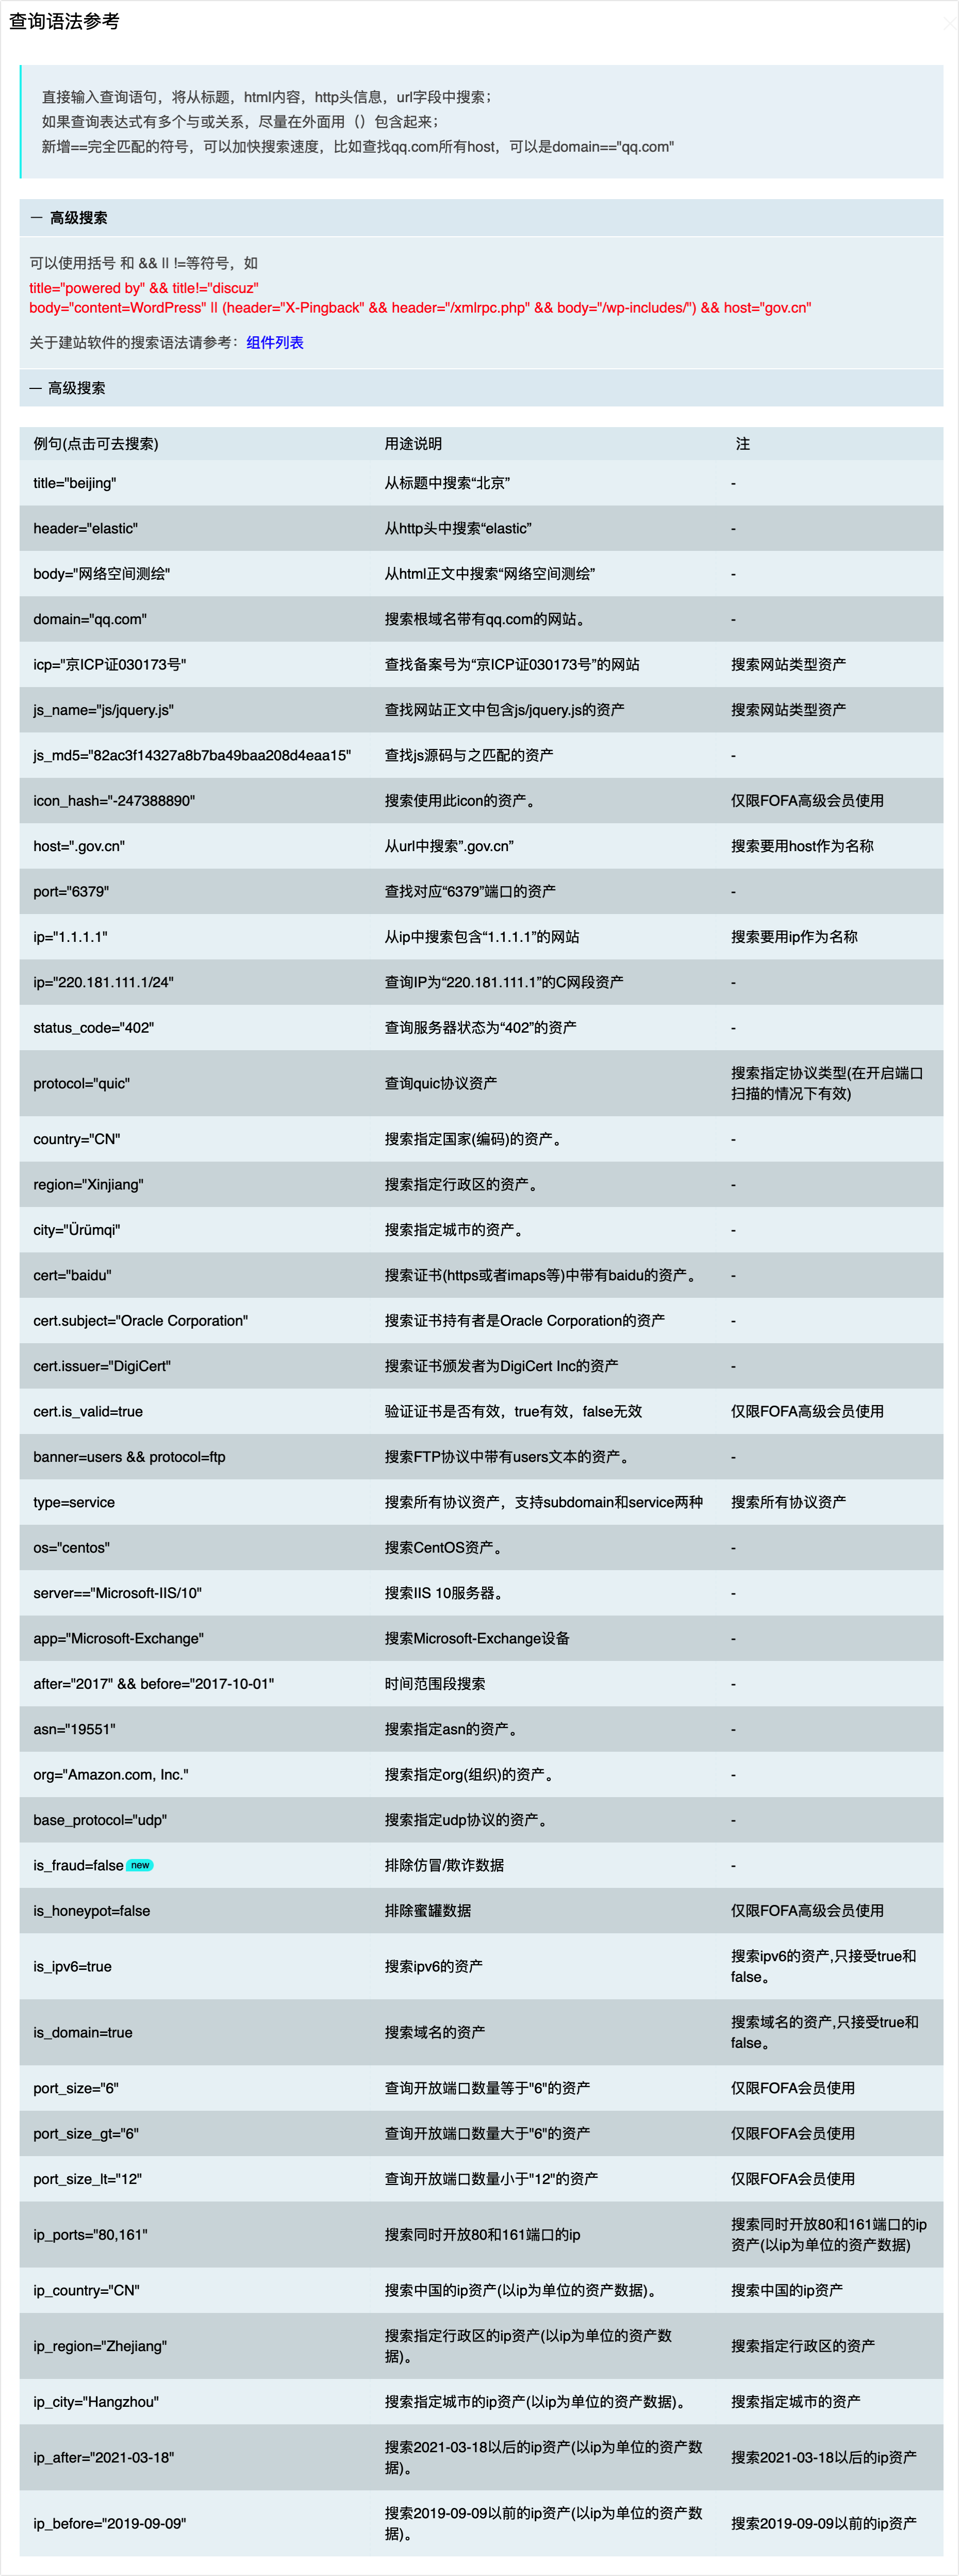 查询语法参考
直接输入查询语句，将从标题，html内容，http头信息，url字段中搜索；
如果查询表达式有多个与或关系，尽量在外面用（）包含起来；
新增==完全匹配的符号，可以加快搜索速度，比如查找qq.com所有host，可以是domain=="qq.com"
— 高级搜索
可以使用括号 和 && || !=等符号，如
title="powered by" && title!="discuz"
body="content=WordPress" || (header="X-Pingback" && header="/xmlrpc.php" && body="/wp-includes/") && host="gov.cn"
关于建站软件的搜索语法请参考：组件列表
— 高级搜索
例句(点击可去搜索) 用途说明 注
title="beijing" 从标题中搜索“北京” -
header="elastic" 从http头中搜索“elastic” -
body="网络空间测绘" 从html正文中搜索“网络空间测绘” -
domain="qq.com" 搜索根域名带有qq.com的网站。 -
icp="京ICP证030173号" 查找备案号为“京ICP证030173号”的网站 搜索网站类型资产
js_name="js/jquery.js" 查找网站正文中包含js/jquery.js的资产 搜索网站类型资产
js_md5="82ac3f14327a8b7ba49baa208d4eaa15" 查找js源码与之匹配的资产 -
icon_hash="-247388890" 搜索使用此icon的资产。 仅限FOFA高级会员使用
host=".gov.cn" 从url中搜索”.gov.cn” 搜索要用host作为名称
port="6379" 查找对应“6379”端口的资产 -
ip="1.1.1.1" 从ip中搜索包含“1.1.1.1”的网站 搜索要用ip作为名称
ip="220.181.111.1/24" 查询IP为“220.181.111.1”的C网段资产 -
status_code="402" 查询服务器状态为“402”的资产 -
protocol="quic" 查询quic协议资产 搜索指定协议类型(在开启端口
扫描的情况下有效)
country="CN" 搜索指定国家(编码)的资产。 -
region="Xinjiang" 搜索指定行政区的资产。 -
city="Ürümqi" 搜索指定城市的资产。 -
cert="baidu" 搜索证书(https或者imaps等)中带有baidu的资产。 -
cert.subject="Oracle Corporation" 搜索证书持有者是Oracle Corporation的资产 -
cert.issuer="DigiCert" 搜索证书颁发者为DigiCert Inc的资产 -
cert.is_valid=true 验证证书是否有效，true有效，false无效 仅限FOFA高级会员使用
banner=users && protocol=ftp 搜索FTP协议中带有users文本的资产。 -
type=service 搜索所有协议资产，支持subdomain和service两种 搜索所有协议资产
os="centos" 搜索CentOS资产。 -
server=="Microsoft-IIS/10" 搜索IIS 10服务器。 -
app="Microsoft-Exchange" 搜索Microsoft-Exchange设备 -
after="2017" && before="2017-10-01" 时间范围段搜索 -
asn="19551" 搜索指定asn的资产。 -
org="Amazon.com, Inc." 搜索指定org(组织)的资产。 -
base_protocol="udp" 搜索指定udp协议的资产。 -
is_fraud=false new 排除仿冒/欺诈数据 -
is_honeypot=false 排除蜜罐数据 仅限FOFA高级会员使用
is_ipv6=true 搜索ipv6的资产 搜索ipv6的资产,只接受true和
false。
is_domain=true 搜索域名的资产 搜索域名的资产,只接受true和
false。
port_size="6" 查询开放端口数量等于"6"的资产 仅限FOFA会员使用
port_size_gt="6" 查询开放端口数量大于"6"的资产 仅限FOFA会员使用
port_size_lt="12" 查询开放端口数量小于"12"的资产 仅限FOFA会员使用
ip_ports="80,161" 搜索同时开放80和161端口的ip 搜索同时开放80和161端口的ip
资产(以ip为单位的资产数据)
ip_country="CN" 搜索中国的ip资产(以ip为单位的资产数据)。 搜索中国的ip资产
ip_region="Zhejiang" 搜索指定行政区的ip资产(以ip为单位的资产数 搜索指定行政区的资产
据)。
ip_city="Hangzhou" 搜索指定城市的ip资产(以ip为单位的资产数据)。 搜索指定城市的资产
ip_after="2021-03-18" 搜索2021-03-18以后的ip资产(以ip为单位的资产数 搜索2021-03-18以后的ip资产
据)。
ip_before="2019-09-09" 搜索2019-09-09以前的ip资产(以ip为单位的资产数 搜索2019-09-09以前的ip资产
据)。